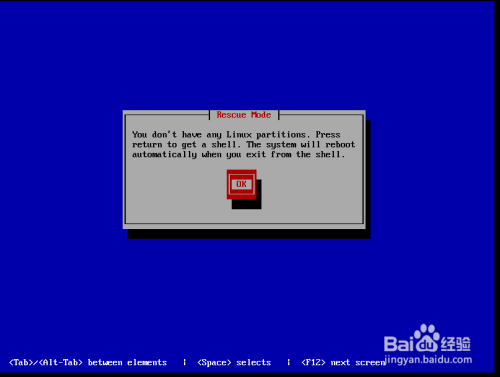 Rescue Mode
You don't have any Linux partitions. Press
return to get a shell. The system will reboot
automatically when you exit from the shell.
OK
<Tab>/<Alt-Tab> between elements | <Space> selects | <F12> next screen
Baidu 经验
jingyan.baidu.com